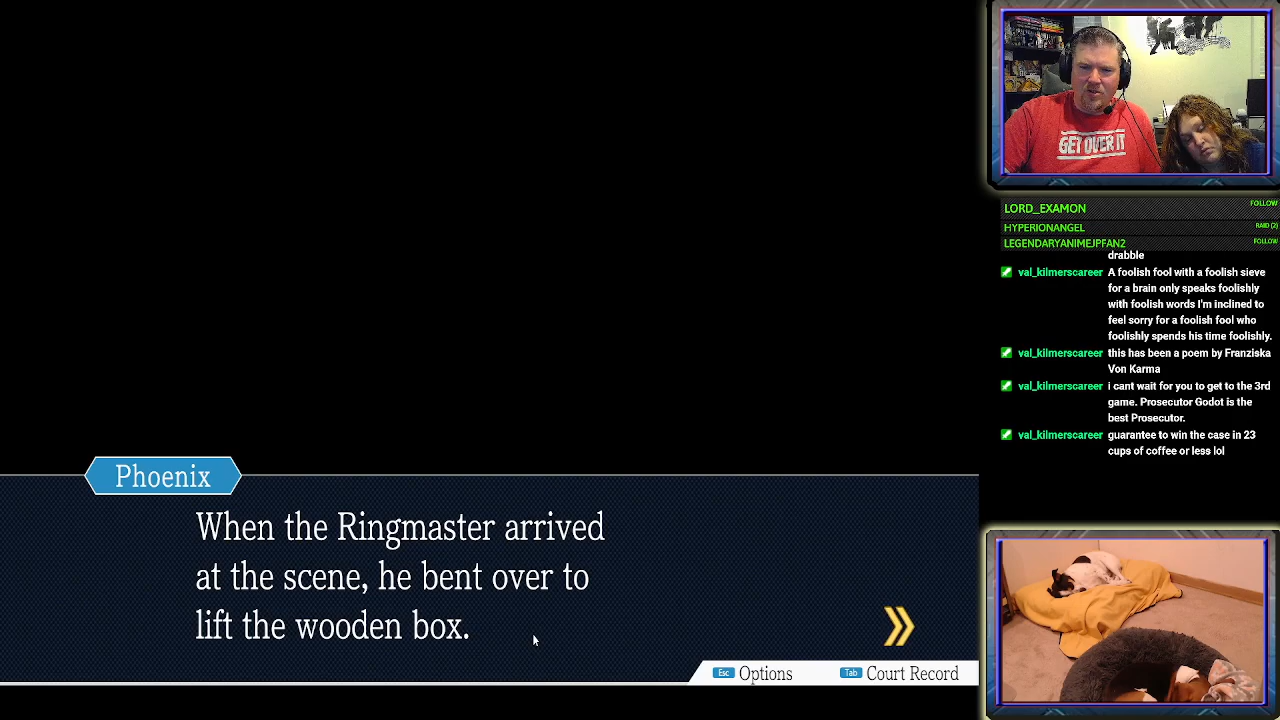 GET OVER IT
LORD_EXAMON FOLLOW
HYPERIONANGEL RAID (2)
LEGENDARYANIMEJPFAN2 FOLLOW
drabble
val_kilmerscareer A foolish fool with a foolish sieve
for a brain only speaks foolishly
with foolish words I'm inclined to
feel sorry for a foolish fool who
foolishly spends his time foolishly.
val_kilmerscareer this has been a poem by Franziska
Von Karma
val_kilmerscareer i cant wait for you to get to the 3rd
game. Prosecutor Godot is the
best Prosecutor.
val_kilmerscareer guarantee to win the case in 23
cups of coffee or less lol
Phoenix
When the Ringmaster arrived
at the scene, he bent over to
lift the wooden box.
Esc Options Tab Court Record